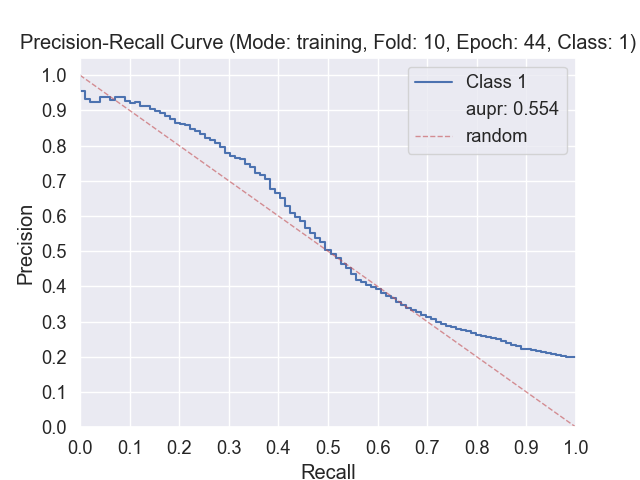 Precision-Recall Curve (Mode: training, Fold: 10, Epoch: 44, Class: 1)
1.0
0.9
0.8
0.7
0.6
0.5
0.4
0.3
0.2
0.1
0.0
Precision
Class 1
aupr: 0.554
random
0.0 0.1 0.2 0.3 0.4 0.5 0.6 0.7 0.8 0.9 1.0
Recall